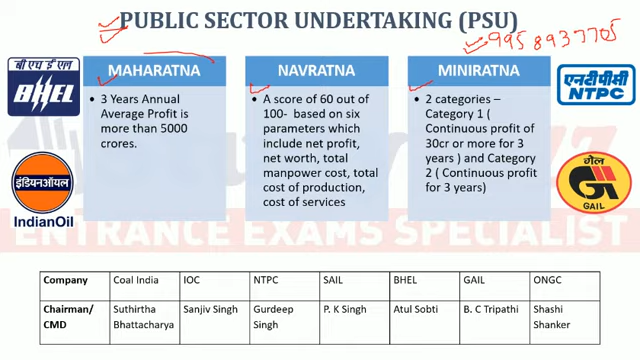 PUBLIC SECTOR UNDERTAKING (PSU)
9958937705
बी एच ई एल
BHEL
इंडियनऑयल
IndianOil
MAHARATNA
• 3 Years Annual
Average Profit is
more than 5000
crores.
NAVRATNA
• A score of 60 out of
100- based on six
parameters which
include net profit,
net worth, total
manpower cost, total
cost of production,
cost of services
MINIRATNA
• 2 categories –
Category 1 (
Continuous profit of
30cr or more for 3
years ) and Category
2 ( Continuous profit
for 3 years)
एनटीपीसी
NTPC
गेल
GAIL
ENTRANCE EXAMS SPECIALIST
Company Coal India IOC NTPC SAIL BHEL GAIL ONGC
Chairman/ Suthirtha Sanjiv Singh Gurdeep P. K Singh Atul Sobti B. C Tripathi Shashi
CMD Bhattacharya Singh Shanker